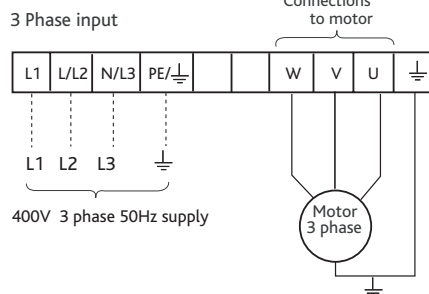 Connections
to motor
3 Phase input
L1 L/L2 N/L3 PE/ W V U
L1 L2 L3
400V 3 phase 50Hz supply
Motor
3 phase